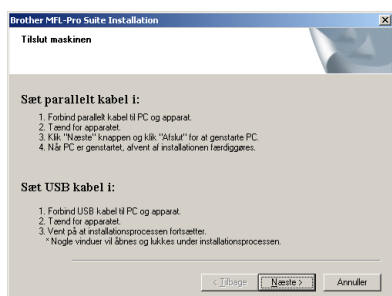 Brother MFL-Pro Suite Installation
Tilslut maskinen
Sæt parallelt kabel i:
1. Forbind parallelt kabel til PC og apparat.
2. Tænd for apparatet.
3. Klik "Næste" knappen og klik "Afslut" for at genstarte PC.
4. Når PC er genstartet, afvent af installationen færdiggøres.
Sæt USB kabel i:
1. Forbind USB kabel til PC og apparat.
2. Tænd for apparatet.
3. Vent på at installationsprocessen fortsætter.
* Nogle vinduer vil åbnes og lukkes under installationsprocessen.
< Tilbage Næste > Annuller